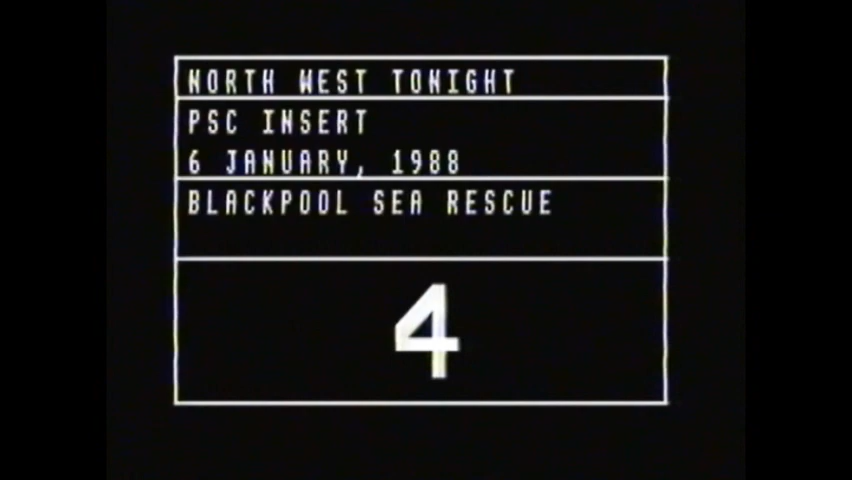 NORTH WEST TONIGHT
PSC INSERT
6 JANUARY, 1988
BLACKPOOL SEA RESCUE
4